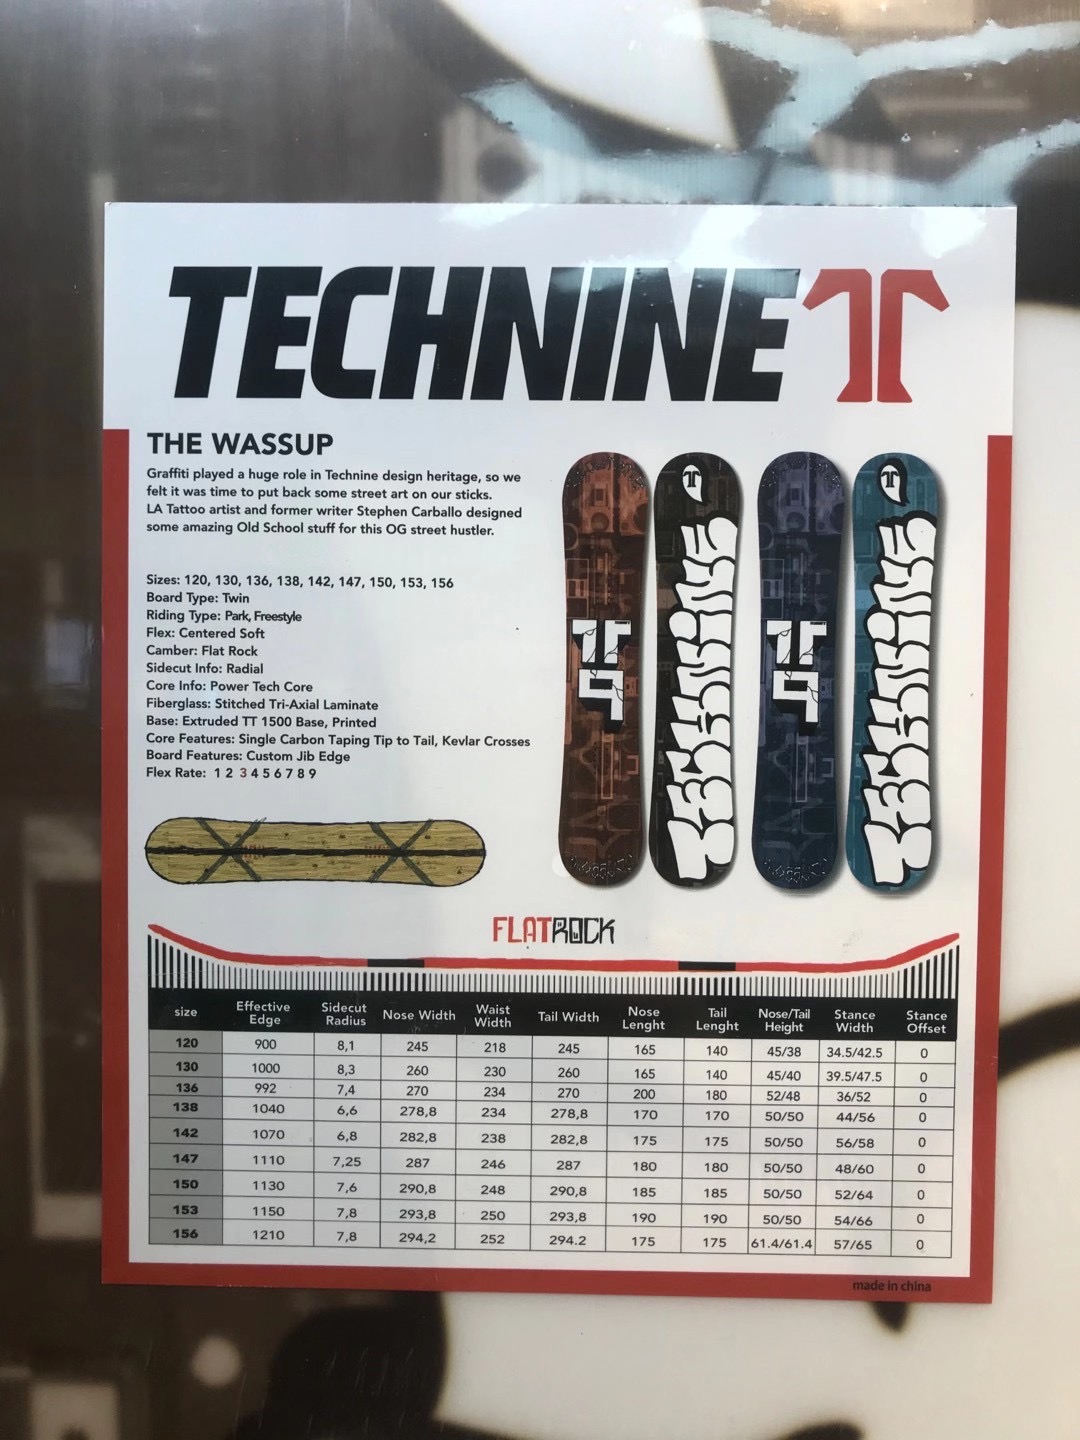 TECHNINE
THE WASSUP
Graffiti played a huge role in Technine design heritage, so we
felt it was time to put back some street art on our sticks.
LA Tattoo artist and former writer Stephen Carballo designed
some amazing Old School stuff for this OG street hustler.
Sizes: 120, 130, 136, 138, 142, 147, 150, 153, 156
Board Type: Twin
Riding Type: Park, Freestyle
Flex: Centered Soft
Camber: Flat Rock
Sidecut Info: Radial
Core Info: Power Tech Core
Fiberglass: Stitched Tri-Axial Laminate
Base: Extruded TT 1500 Base, Printed
Core Features: Single Carbon Taping Tip to Tail, Kevlar Crosses
Board Features: Custom Jib Edge
Flex Rate: 1 2 3 4 5 6 7 8 9
TECHNINE
TECHNINE
FLATROCK
size Effective Edge Sidecut Radius Nose Width Waist Width Tail Width Nose Lenght Tail Lenght Nose/Tail Height Stance Width Stance Offset
120 900 8,1 245 218 245 165 140 45/38 34.5/42.5 0
130 1000 8,3 260 230 260 165 140 45/40 39.5/47.5 0
136 992 7,4 270 234 270 200 180 52/48 36/52 0
138 1040 6,6 278,8 234 278,8 170 170 50/50 44/56 0
142 1070 6,8 282,8 238 282,8 175 175 50/50 56/58 0
147 1110 7,25 287 246 287 180 180 50/50 48/60 0
150 1130 7,6 290,8 248 290,8 185 185 50/50 52/64 0
153 1150 7,8 293,8 250 293,8 190 190 50/50 54/66 0
156 1210 7,8 294,2 252 294.2 175 175 61.4/61.4 57/65 0
made in china